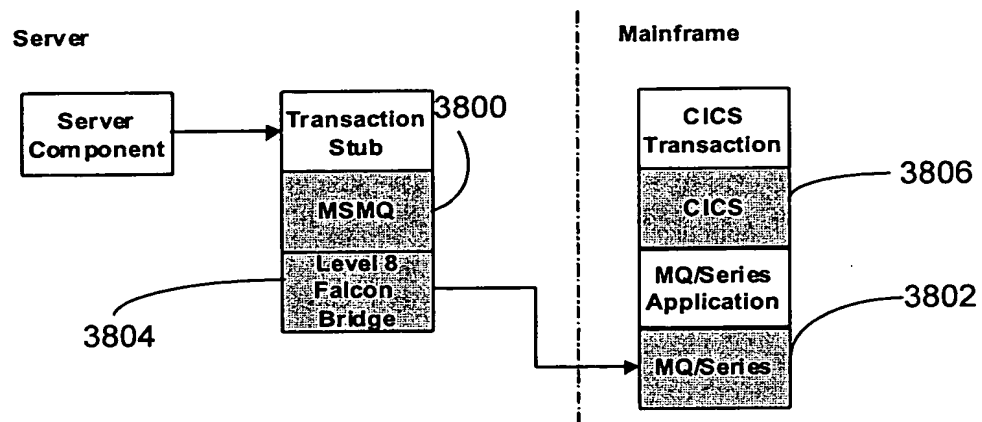 Server
Mainframe
Server
Component
Transaction
Stub
3800
MSMQ
Level 8
Falcon
Bridge
3804
CICS
Transaction
CICS
3806
MQ/Series
Application
MQ/Series
3802